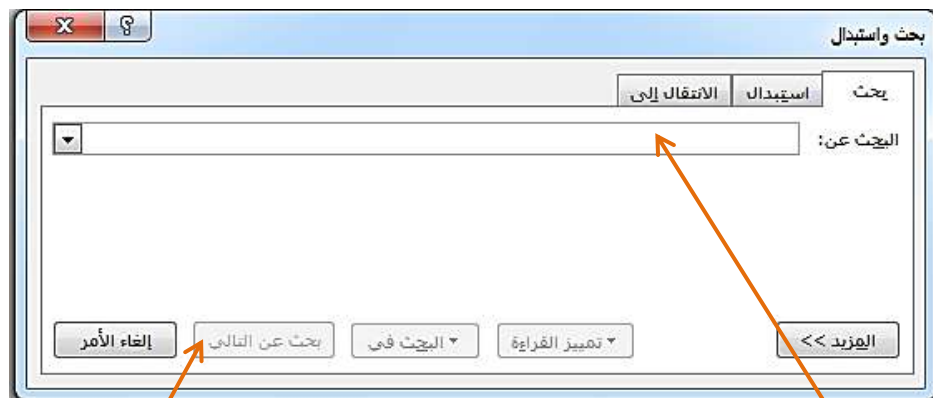 بحث واستبدال
بحث استبدال الانتقال إلى
البحث عن:
المزيد >> تمييز القراءة البحث في بحث عن التالي إلغاء الأمر